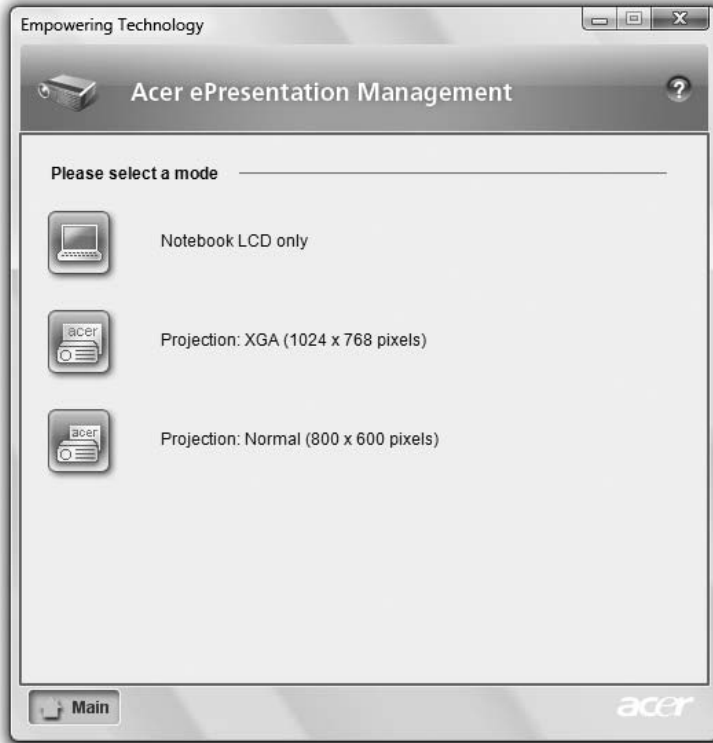 Empowering Technology
Acer ePresentation Management
?
Please select a mode
Notebook LCD only
acer
Projection: XGA (1024 x 768 pixels)
acer
Projection: Normal (800 x 600 pixels)
Main
acer